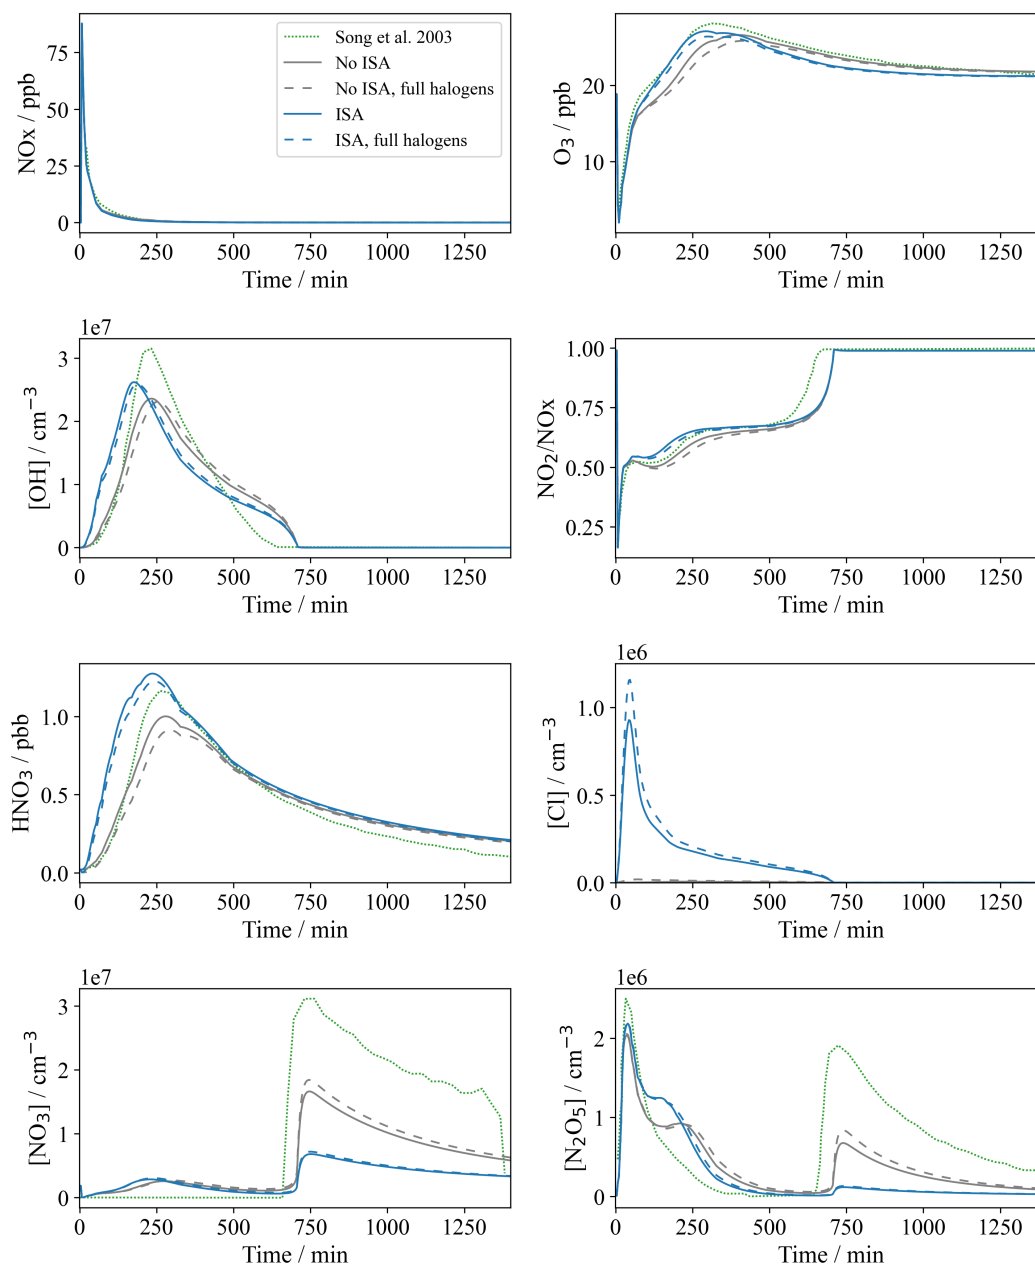 NOx / ppb
75
50
25
0
0 250 500 750 1000 1250
Time / min
Song et al. 2003
No ISA
No ISA, full halogens
ISA
ISA, full halogens
O₃ / ppb
20
10
0 250 500 750 1000 1250
Time / min
1e7
[OH] / cm⁻³
3
2
1
0
0 250 500 750 1000 1250
Time / min
NO₂/NOx
1.00
0.75
0.50
0.25
0 250 500 750 1000 1250
Time / min
HNO₃ / pbb
1.0
0.5
0.0
0 250 500 750 1000 1250
Time / min
1e6
[Cl] / cm⁻³
1.0
0.5
0.0
0 250 500 750 1000 1250
Time / min
1e7
[NO₃] / cm⁻³
3
2
1
0
0 250 500 750 1000 1250
Time / min
1e6
[N₂O₅] / cm⁻³
2
1
0
0 250 500 750 1000 1250
Time / min